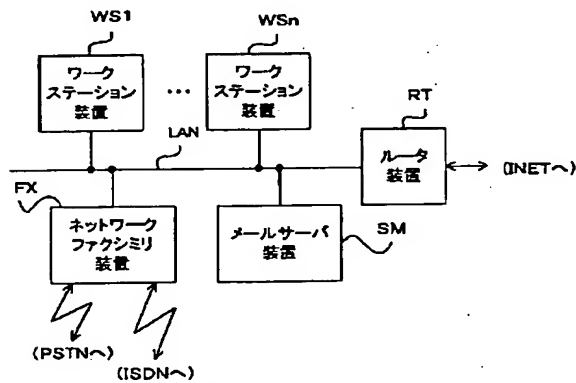 WS1
WSn
ワーク
ステーション
装置
...
ワーク
ステーション
装置
RT
LAN
ルータ
装置
(INETへ)
FX
ネットワーク
ファクシミリ
装置
メールサーバ
装置
SM
(PSTNへ)
(ISDNへ)